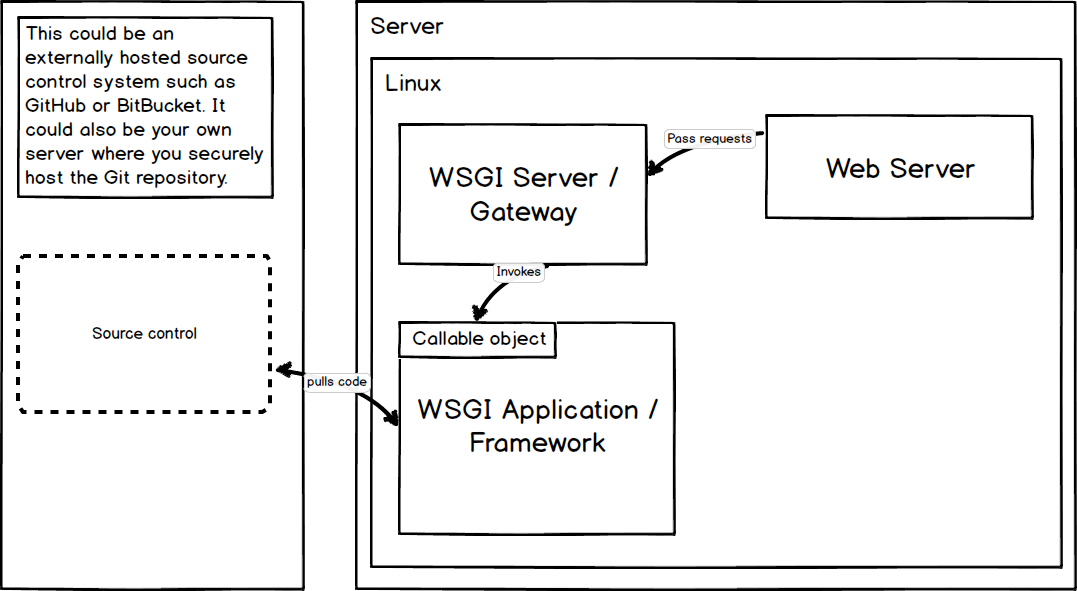 This could be an
externally hosted source
control system such as
GitHub or BitBucket. It
could also be your own
server where you securely
host the Git repository.
Source control
pulls code
Server
Linux
WSGI Server /
Gateway
Pass requests
Web Server
Invokes
Callable object
WSGI Application /
Framework